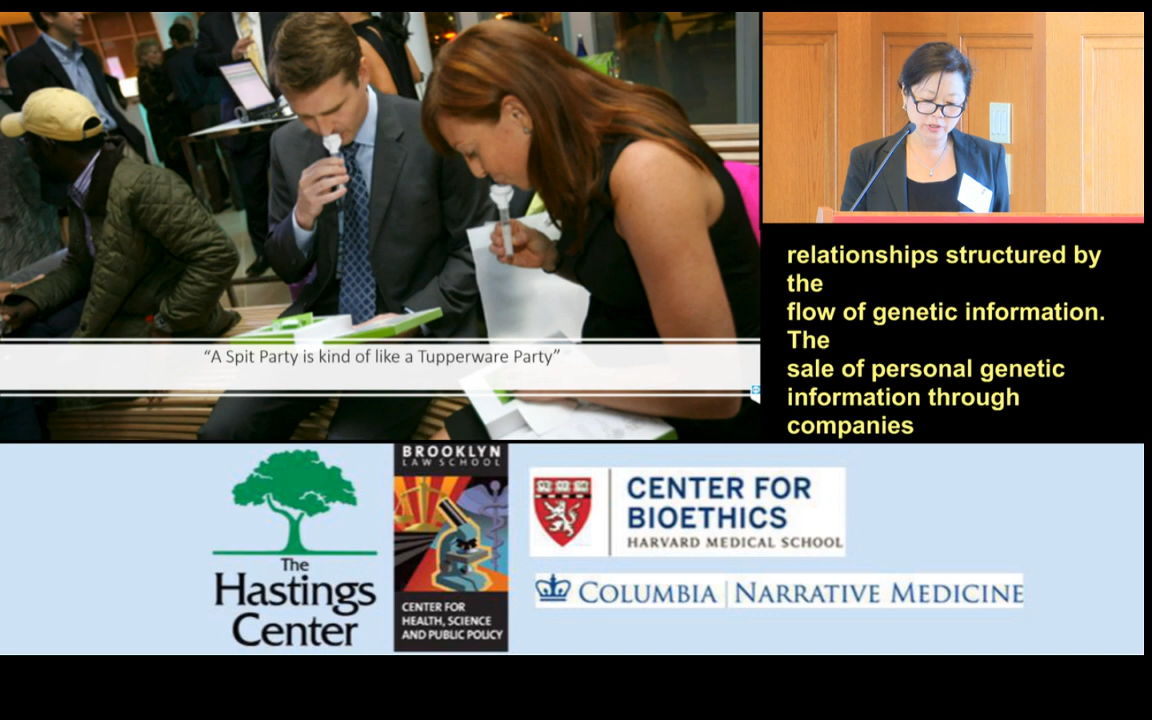 “A Spit Party is kind of like a Tupperware Party”
relationships structured by
the
flow of genetic information.
The
sale of personal genetic
information through
companies
The
Hastings
Center
BROOKLYN
LAW SCHOOL
CENTER FOR
HEALTH, SCIENCE
AND PUBLIC POLICY
CENTER FOR
BIOETHICS
HARVARD MEDICAL SCHOOL
COLUMBIA | NARRATIVE MEDICINE